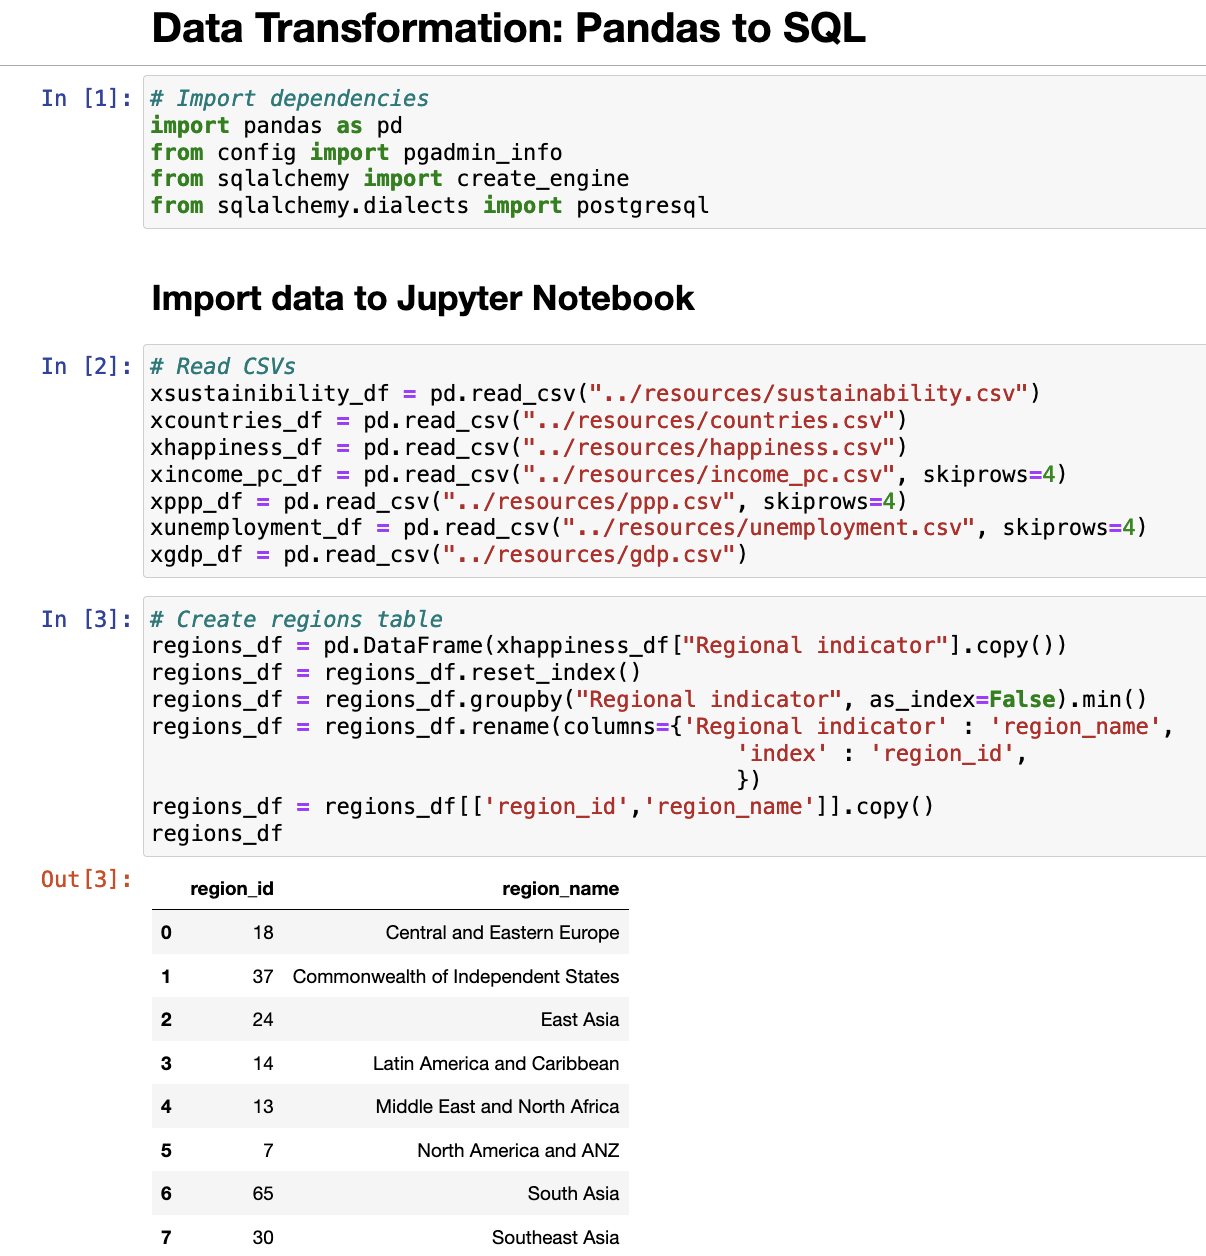 Data Transformation: Pandas to SQL
In [1]: # Import dependencies
import pandas as pd
from config import pgadmin_info
from sqlalchemy import create_engine
from sqlalchemy.dialects import postgresql
Import data to Jupyter Notebook
In [2]: # Read CSVs
xsustainibility_df = pd.read_csv("../resources/sustainability.csv")
xcountries_df = pd.read_csv("../resources/countries.csv")
xhappiness_df = pd.read_csv("../resources/happiness.csv")
xincome_pc_df = pd.read_csv("../resources/income_pc.csv", skiprows=4)
xppp_df = pd.read_csv("../resources/ppp.csv", skiprows=4)
xunemployment_df = pd.read_csv("../resources/unemployment.csv", skiprows=4)
xgdp_df = pd.read_csv("../resources/gdp.csv")
In [3]: # Create regions table
regions_df = pd.DataFrame(xhappiness_df["Regional indicator"].copy())
regions_df = regions_df.reset_index()
regions_df = regions_df.groupby("Regional indicator", as_index=False).min()
regions_df = regions_df.rename(columns={'Regional indicator' : 'region_name',
'index' : 'region_id',
})
regions_df = regions_df[['region_id','region_name']].copy()
regions_df
Out[3]:
region_id region_name
0 18 Central and Eastern Europe
1 37 Commonwealth of Independent States
2 24 East Asia
3 14 Latin America and Caribbean
4 13 Middle East and North Africa
5 7 North America and ANZ
6 65 South Asia
7 30 Southeast Asia